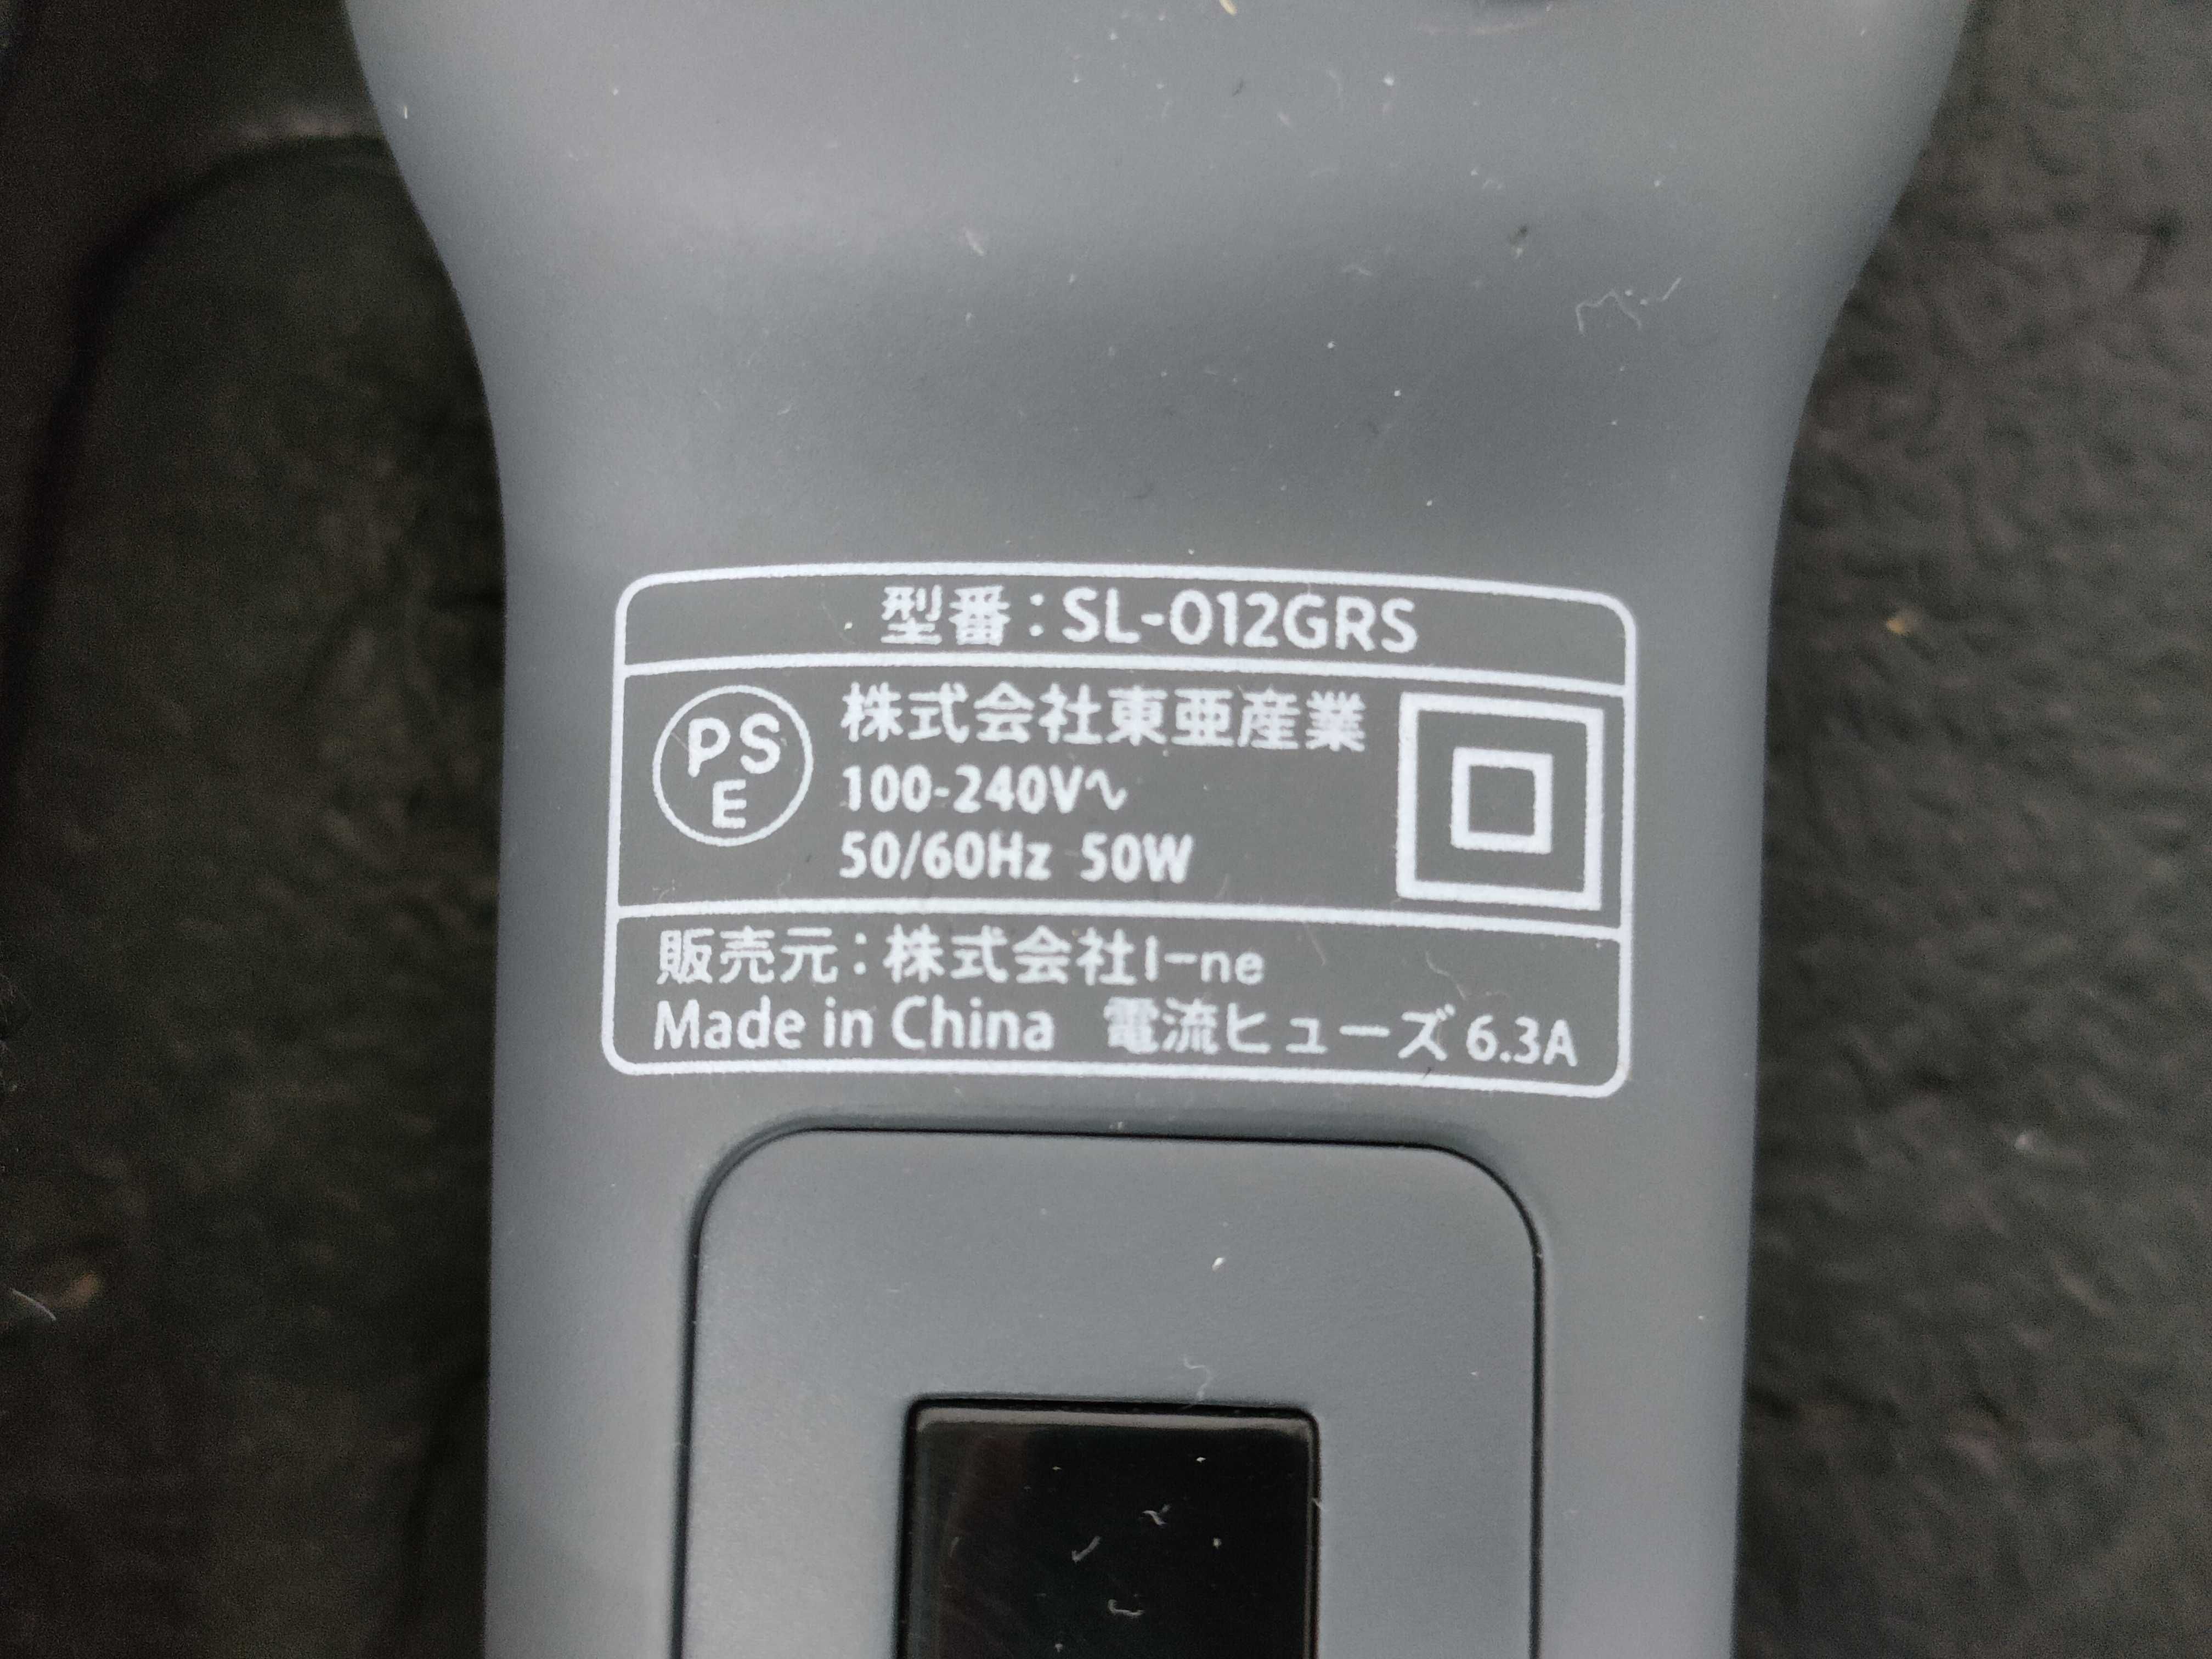 型番：SL-012GRS
PS
E
株式会社東亜産業
100-240V∿
50/60Hz 50W
販売元：株式会社I-ne
Made in China 電流ヒューズ 6.3A